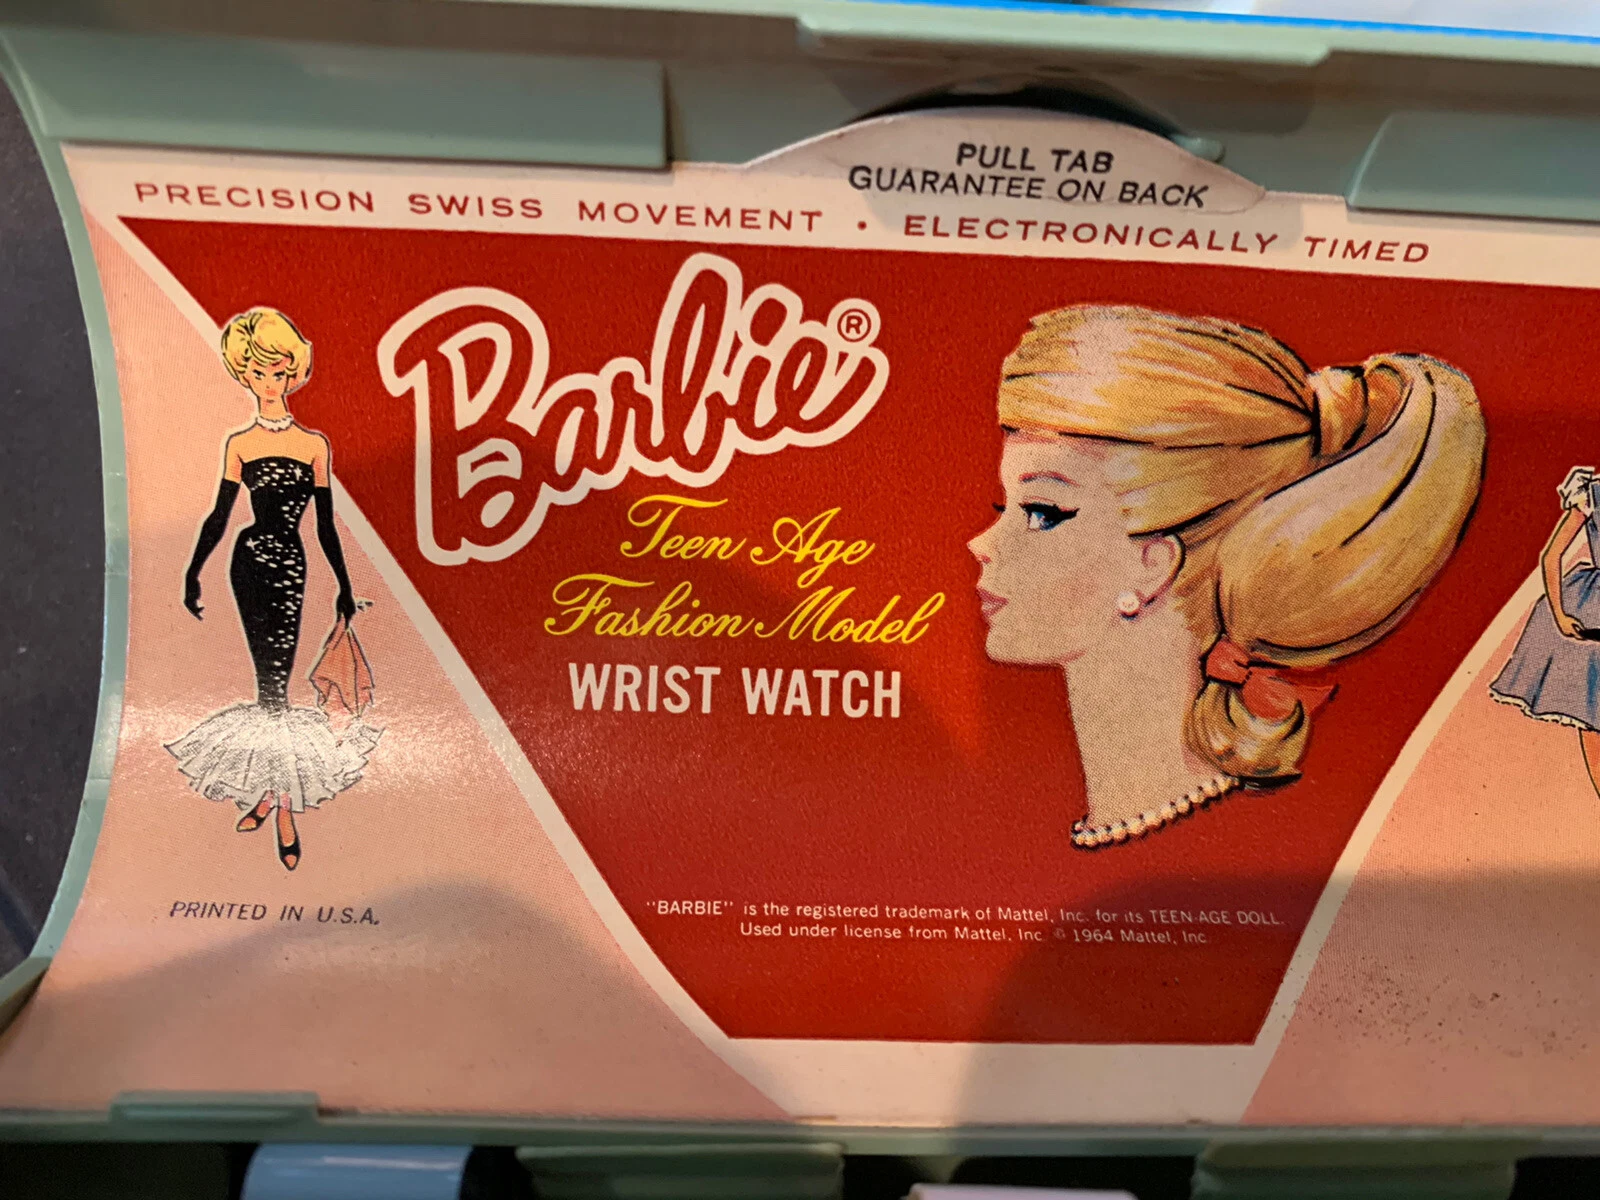 PULL TAB
GUARANTEE ON BACK
PRECISION SWISS MOVEMENT • ELECTRONICALLY TIMED
Barbie®
Teen Age
Fashion Model
WRIST WATCH
PRINTED IN U.S.A.
"BARBIE" is the registered trademark of Mattel, Inc. for its TEEN-AGE DOLL.
Used under license from Mattel, Inc. © 1964 Mattel, Inc.